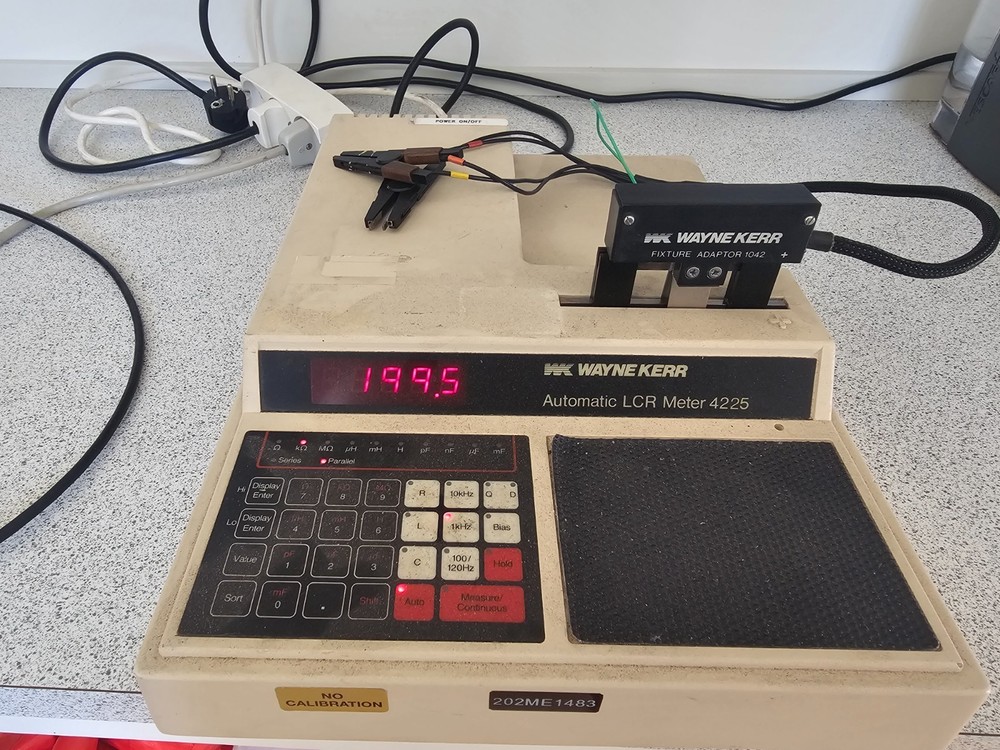 POWER ON/OFF
WK WAYNE KERR
FIXTURE ADAPTOR 1042 +
199.5
WK WAYNE KERR
Automatic LCR Meter 4225
Ω kΩ MΩ μH mH H pF nF μF mF
Series Parallel
Hi Display Enter 7 8 9 R 10kHz Q D
Lo Display Enter 4 5 6 L 1kHz Bias
Value pF 1 2 3 C 100/120Hz Hold
Sort mF 0 . Shift Auto Measure/Continuous
NO
CALIBRATION
202ME1483